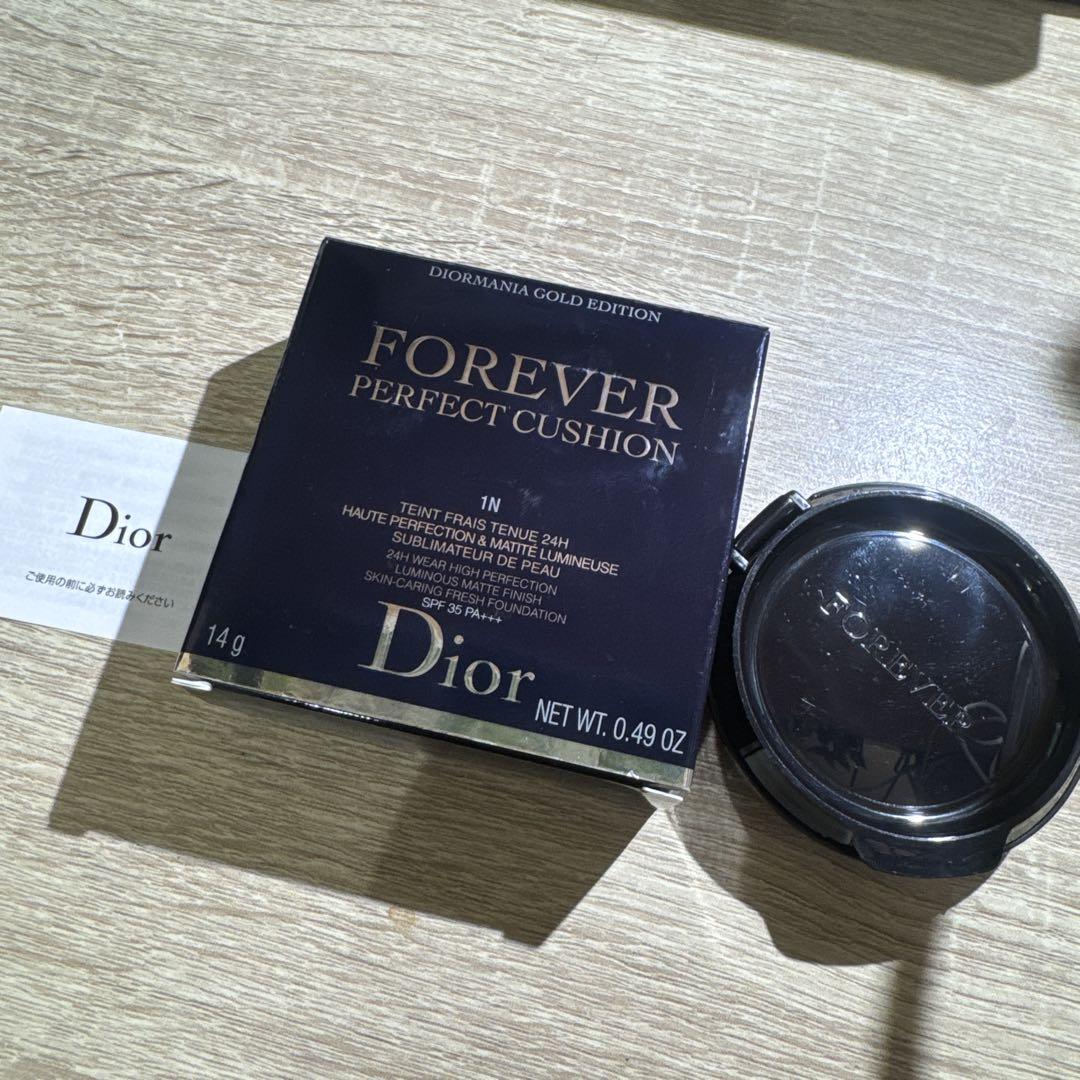 DIORMANIA GOLD EDITION
FOREVER
PERFECT CUSHION
1N
TEINT FRAIS TENUE 24H
HAUTE PERFECTION & MATITÉ LUMINEUSE
SUBLIMATEUR DE PEAU
24H WEAR HIGH PERFECTION
LUMINOUS MATTE FINISH
SKIN-CARING FRESH FOUNDATION
SPF 35 PA+++
14 g
Dior
NET WT. 0.49 OZ
Dior
ご使用の前に必ずお読みください
FOREVER